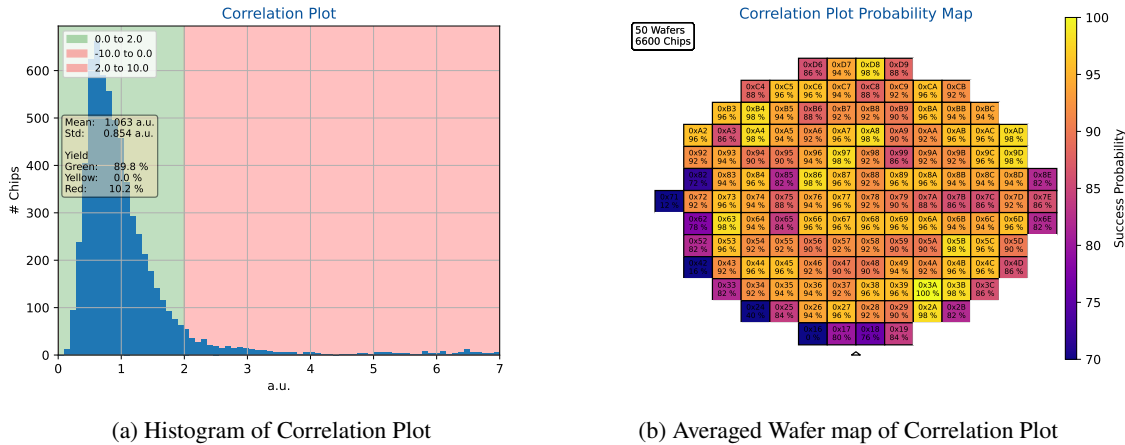 Correlation Plot
0.0 to 2.0
-10.0 to 0.0
2.0 to 10.0
Mean: 1.063 a.u.
Std: 0.854 a.u.
Yield
Green: 89.8 %
Yellow: 0.0 %
Red: 10.2 %
# Chips
600
500
400
300
200
100
0
0 1 2 3 4 5 6 7
a.u.
(a) Histogram of Correlation Plot
Correlation Plot Probability Map
50 Wafers
6600 Chips
0xD6 0xD7 0xD8 0xD9
86 % 94 % 98 % 88 %
0xC4 0xC5 0xC6 0xC7 0xC8 0xC9 0xCA 0xCB
88 % 96 % 96 % 94 % 88 % 92 % 96 % 92 %
0xB3 0xB4 0xB5 0xB6 0xB7 0xB8 0xB9 0xBA 0xBB 0xBC
96 % 98 % 94 % 88 % 92 % 92 % 90 % 96 % 94 % 94 %
0xA2 0xA3 0xA4 0xA5 0xA6 0xA7 0xA8 0xA9 0xAA 0xAB 0xAC 0xAD
96 % 86 % 98 % 94 % 92 % 96 % 98 % 90 % 92 % 96 % 96 % 98 %
0x92 0x93 0x94 0x95 0x96 0x97 0x98 0x99 0x9A 0x9B 0x9C 0x9D
92 % 94 % 90 % 90 % 94 % 98 % 96 % 86 % 92 % 92 % 96 % 98 %
0x82 0x83 0x84 0x85 0x86 0x87 0x88 0x89 0x8A 0x8B 0x8C 0x8D 0x8E
72 % 94 % 96 % 82 % 98 % 96 % 92 % 96 % 94 % 96 % 92 % 94 % 82 %
0x71 0x72 0x73 0x74 0x75 0x76 0x77 0x78 0x79 0x7A 0x7B 0x7C 0x7D 0x7E
92 % 96 % 94 % 88 % 94 % 92 % 94 % 90 % 88 % 86 % 86 % 92 % 86 %
0x62 0x63 0x64 0x65 0x66 0x67 0x68 0x69 0x6A 0x6B 0x6C 0x6D 0x6E
78 % 98 % 94 % 84 % 96 % 96 % 96 % 96 % 96 % 94 % 94 % 96 % 82 %
0x52 0x53 0x54 0x55 0x56 0x57 0x58 0x59 0x5A 0x5B 0x5C 0x5D
82 % 96 % 92 % 92 % 90 % 92 % 92 % 90 % 90 % 98 % 96 % 90 %
0x42 0x43 0x44 0x45 0x46 0x47 0x48 0x49 0x4A 0x4B 0x4C 0x4D
92 % 96 % 96 % 92 % 90 % 90 % 92 % 92 % 96 % 96 % 86 %
0x33 0x34 0x35 0x36 0x37 0x38 0x39 0x3A 0x3B 0x3C
82 % 92 % 94 % 94 % 92 % 96 % 94 % 100 % 98 % 86 %
0x24 0x25 0x26 0x27 0x28 0x29 0x2A 0x2B
84 % 94 % 96 % 92 % 90 % 98 % 82 %
0x16 0x17 0x18 0x19
80 % 76 % 84 %
100
95
90
85
80
75
70
Success Probability
(b) Averaged Wafer map of Correlation Plot